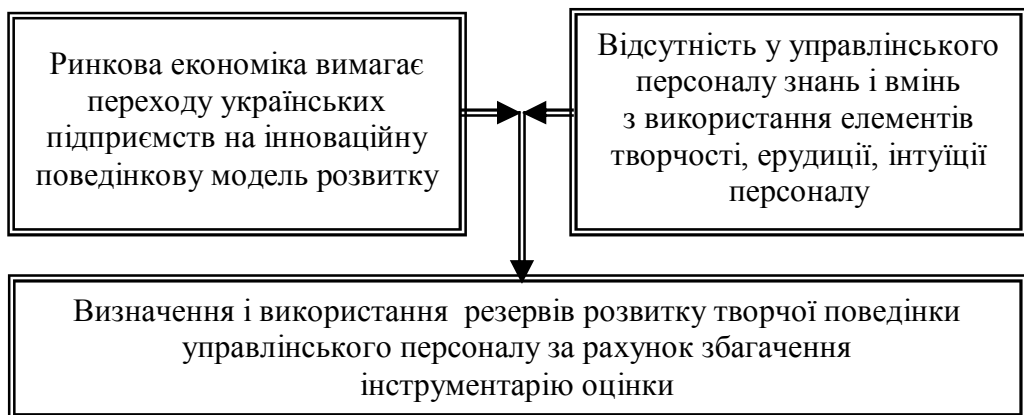 Ринкова економіка вимагає
переходу українських
підприємств на інноваційну
поведінкову модель розвитку
Відсутність у управлінського
персоналу знань і вмінь
з використання елементів
творчості, ерудиції, інтуїції
персоналу
Визначення і використання  резервів розвитку творчої поведінки
управлінського персоналу за рахунок збагачення
інструментарію оцінки